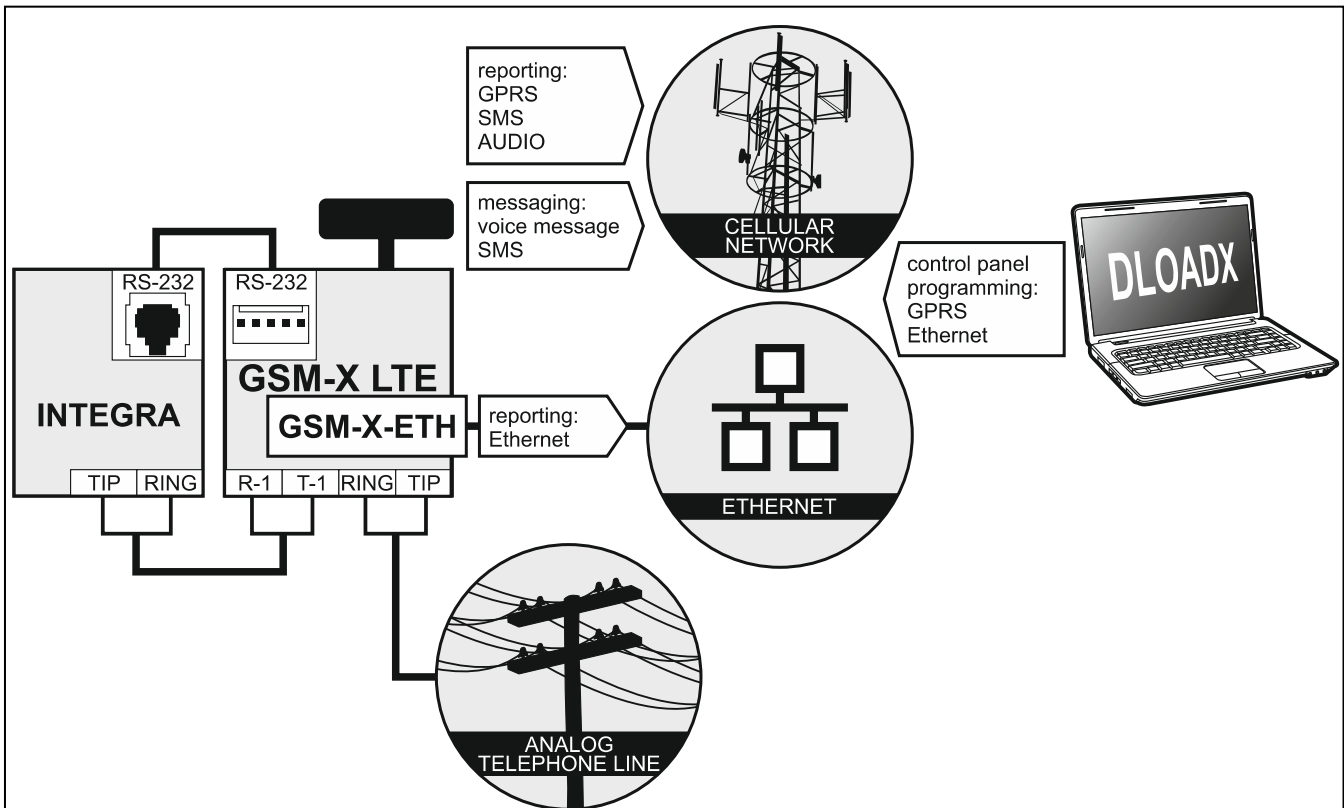 reporting:
GPRS
SMS
AUDIO
messaging:
voice message
SMS
CELLULAR
NETWORK
control panel
programming:
GPRS
Ethernet
DLOADX
RS-232
RS-232
INTEGRA
GSM-X LTE
GSM-X-ETH
reporting:
Ethernet
TIP RING
R-1 T-1 RING TIP
ETHERNET
ANALOG
TELEPHONE LINE